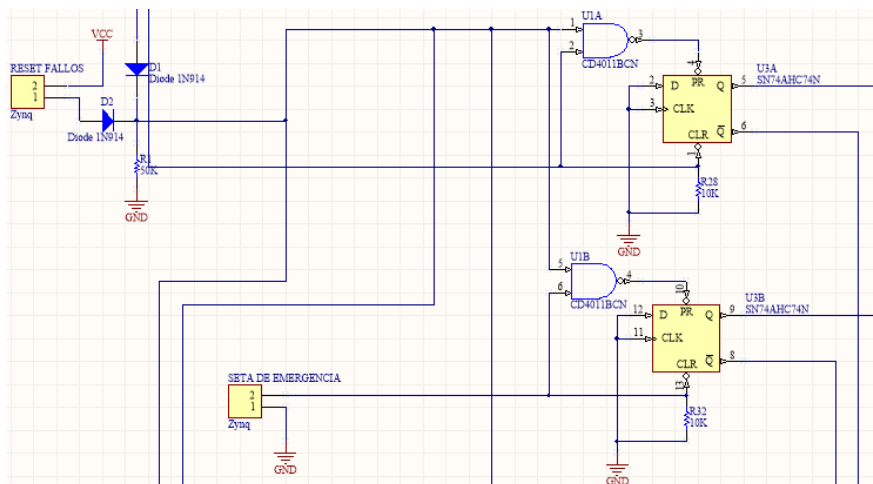 VCC
RESET FALLOS
2
1
Zynq
D1
Diode 1N914
D2
Diode 1N914
R1
50K
GND
U1A
1
2
3
CD4011BCN
4
U3A
SN74AHC74N
2
D
PR
Q
5
3
CLK
CLR
Q
6
1
R28
10K
GND
U1B
5
6
4
CD4011BCN
10
U3B
SN74AHC74N
12
D
PR
Q
9
11
CLK
CLR
Q
8
13
R32
10K
GND
SETA DE EMERGENCIA
2
1
Zynq
GND